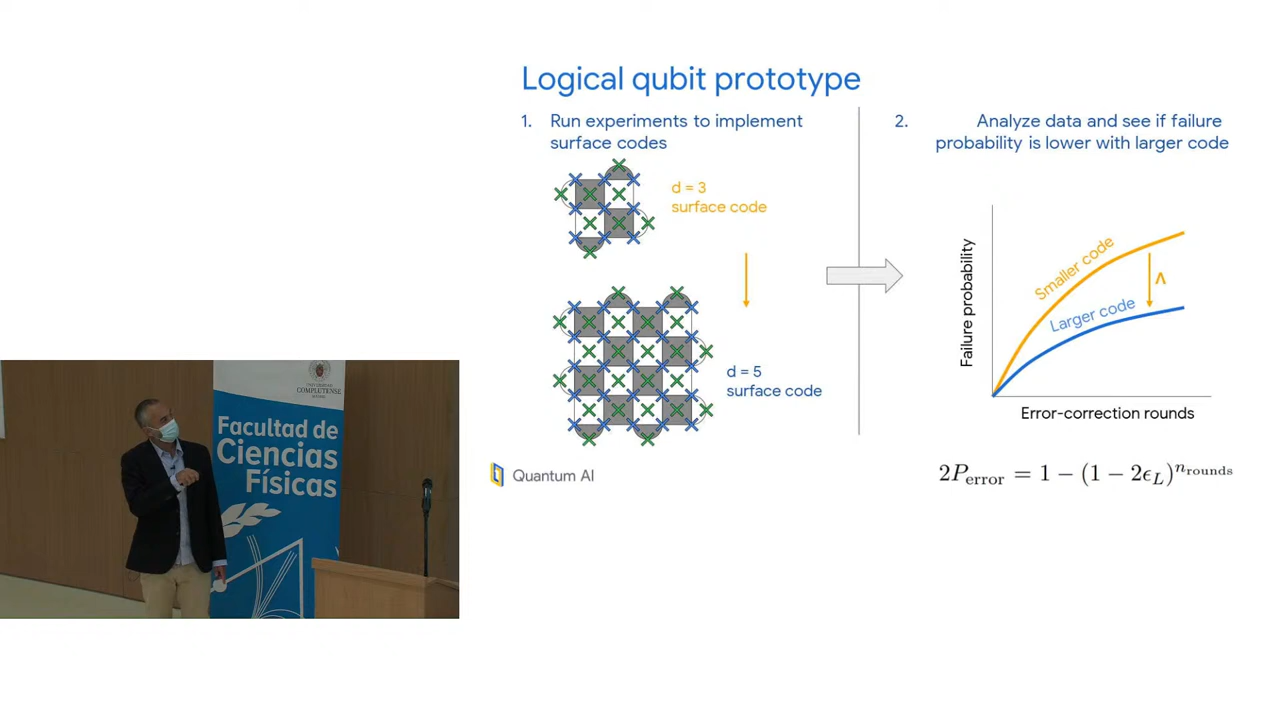 Logical qubit prototype
1. Run experiments to implement
surface codes
d = 3
surface code
d = 5
surface code
2. Analyze data and see if failure
probability is lower with larger code
Failure probability
Smaller code
Larger code
Λ
Error-correction rounds
2P_error = 1 − (1 − 2ϵ_L)^n_rounds
Quantum AI
COMPLUTENSE
Facultad de
Ciencias
Físicas